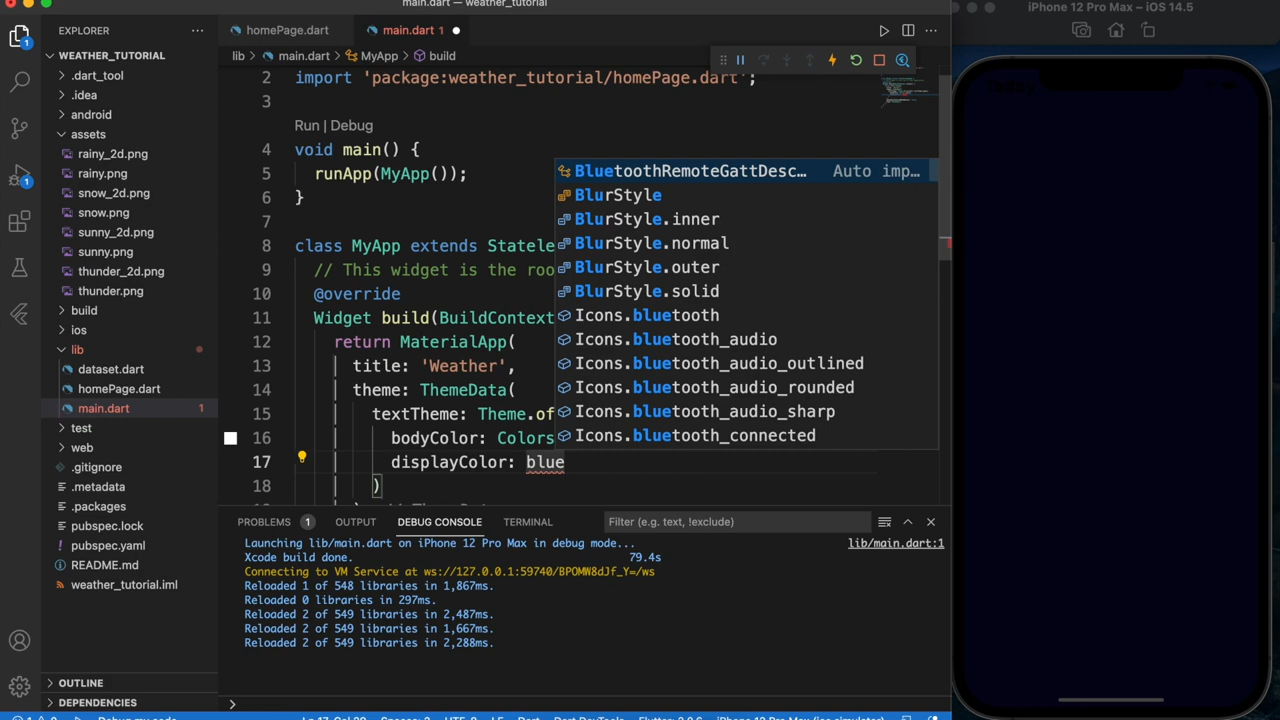 main.dart — weather_tutorial
iPhone 12 Pro Max – iOS 14.5
EXPLORER
homePage.dart
main.dart 1
WEATHER_TUTORIAL
lib > main.dart > MyApp > build
.dart_tool
.idea
android
assets
rainy_2d.png
rainy.png
snow_2d.png
snow.png
sunny_2d.png
sunny.png
thunder_2d.png
thunder.png
build
ios
lib
dataset.dart
homePage.dart
main.dart 1
test
web
.gitignore
.metadata
.packages
pubspec.lock
pubspec.yaml
README.md
weather_tutorial.iml
OUTLINE
DEPENDENCIES
1
1
2 import 'package:weather_tutorial/homePage.dart';
3
Run | Debug
4 void main() {
5 runApp(MyApp());
6 }
7
8 class MyApp extends Statele
9 // This widget is the roo
10 @override
11 Widget build(BuildContext
12 return MaterialApp(
13 title: 'Weather',
14 theme: ThemeData(
15 textTheme: Theme.of
16 bodyColor: Colors
17 displayColor: blue
18 )
BluetoothRemoteGattDesc... Auto imp...
BlurStyle
BlurStyle.inner
BlurStyle.normal
BlurStyle.outer
BlurStyle.solid
Icons.bluetooth
Icons.bluetooth_audio
Icons.bluetooth_audio_outlined
Icons.bluetooth_audio_rounded
Icons.bluetooth_audio_sharp
Icons.bluetooth_connected
PROBLEMS 1 OUTPUT DEBUG CONSOLE TERMINAL Filter (e.g. text, !exclude)
Launching lib/main.dart on iPhone 12 Pro Max in debug mode... lib/main.dart:1
Xcode build done. 79.4s
Connecting to VM Service at ws://127.0.0.1:59740/BPOMW8dJf_Y=/ws
Reloaded 1 of 548 libraries in 1,867ms.
Reloaded 0 libraries in 297ms.
Reloaded 2 of 549 libraries in 2,487ms.
Reloaded 2 of 549 libraries in 1,667ms.
Reloaded 2 of 549 libraries in 2,288ms.